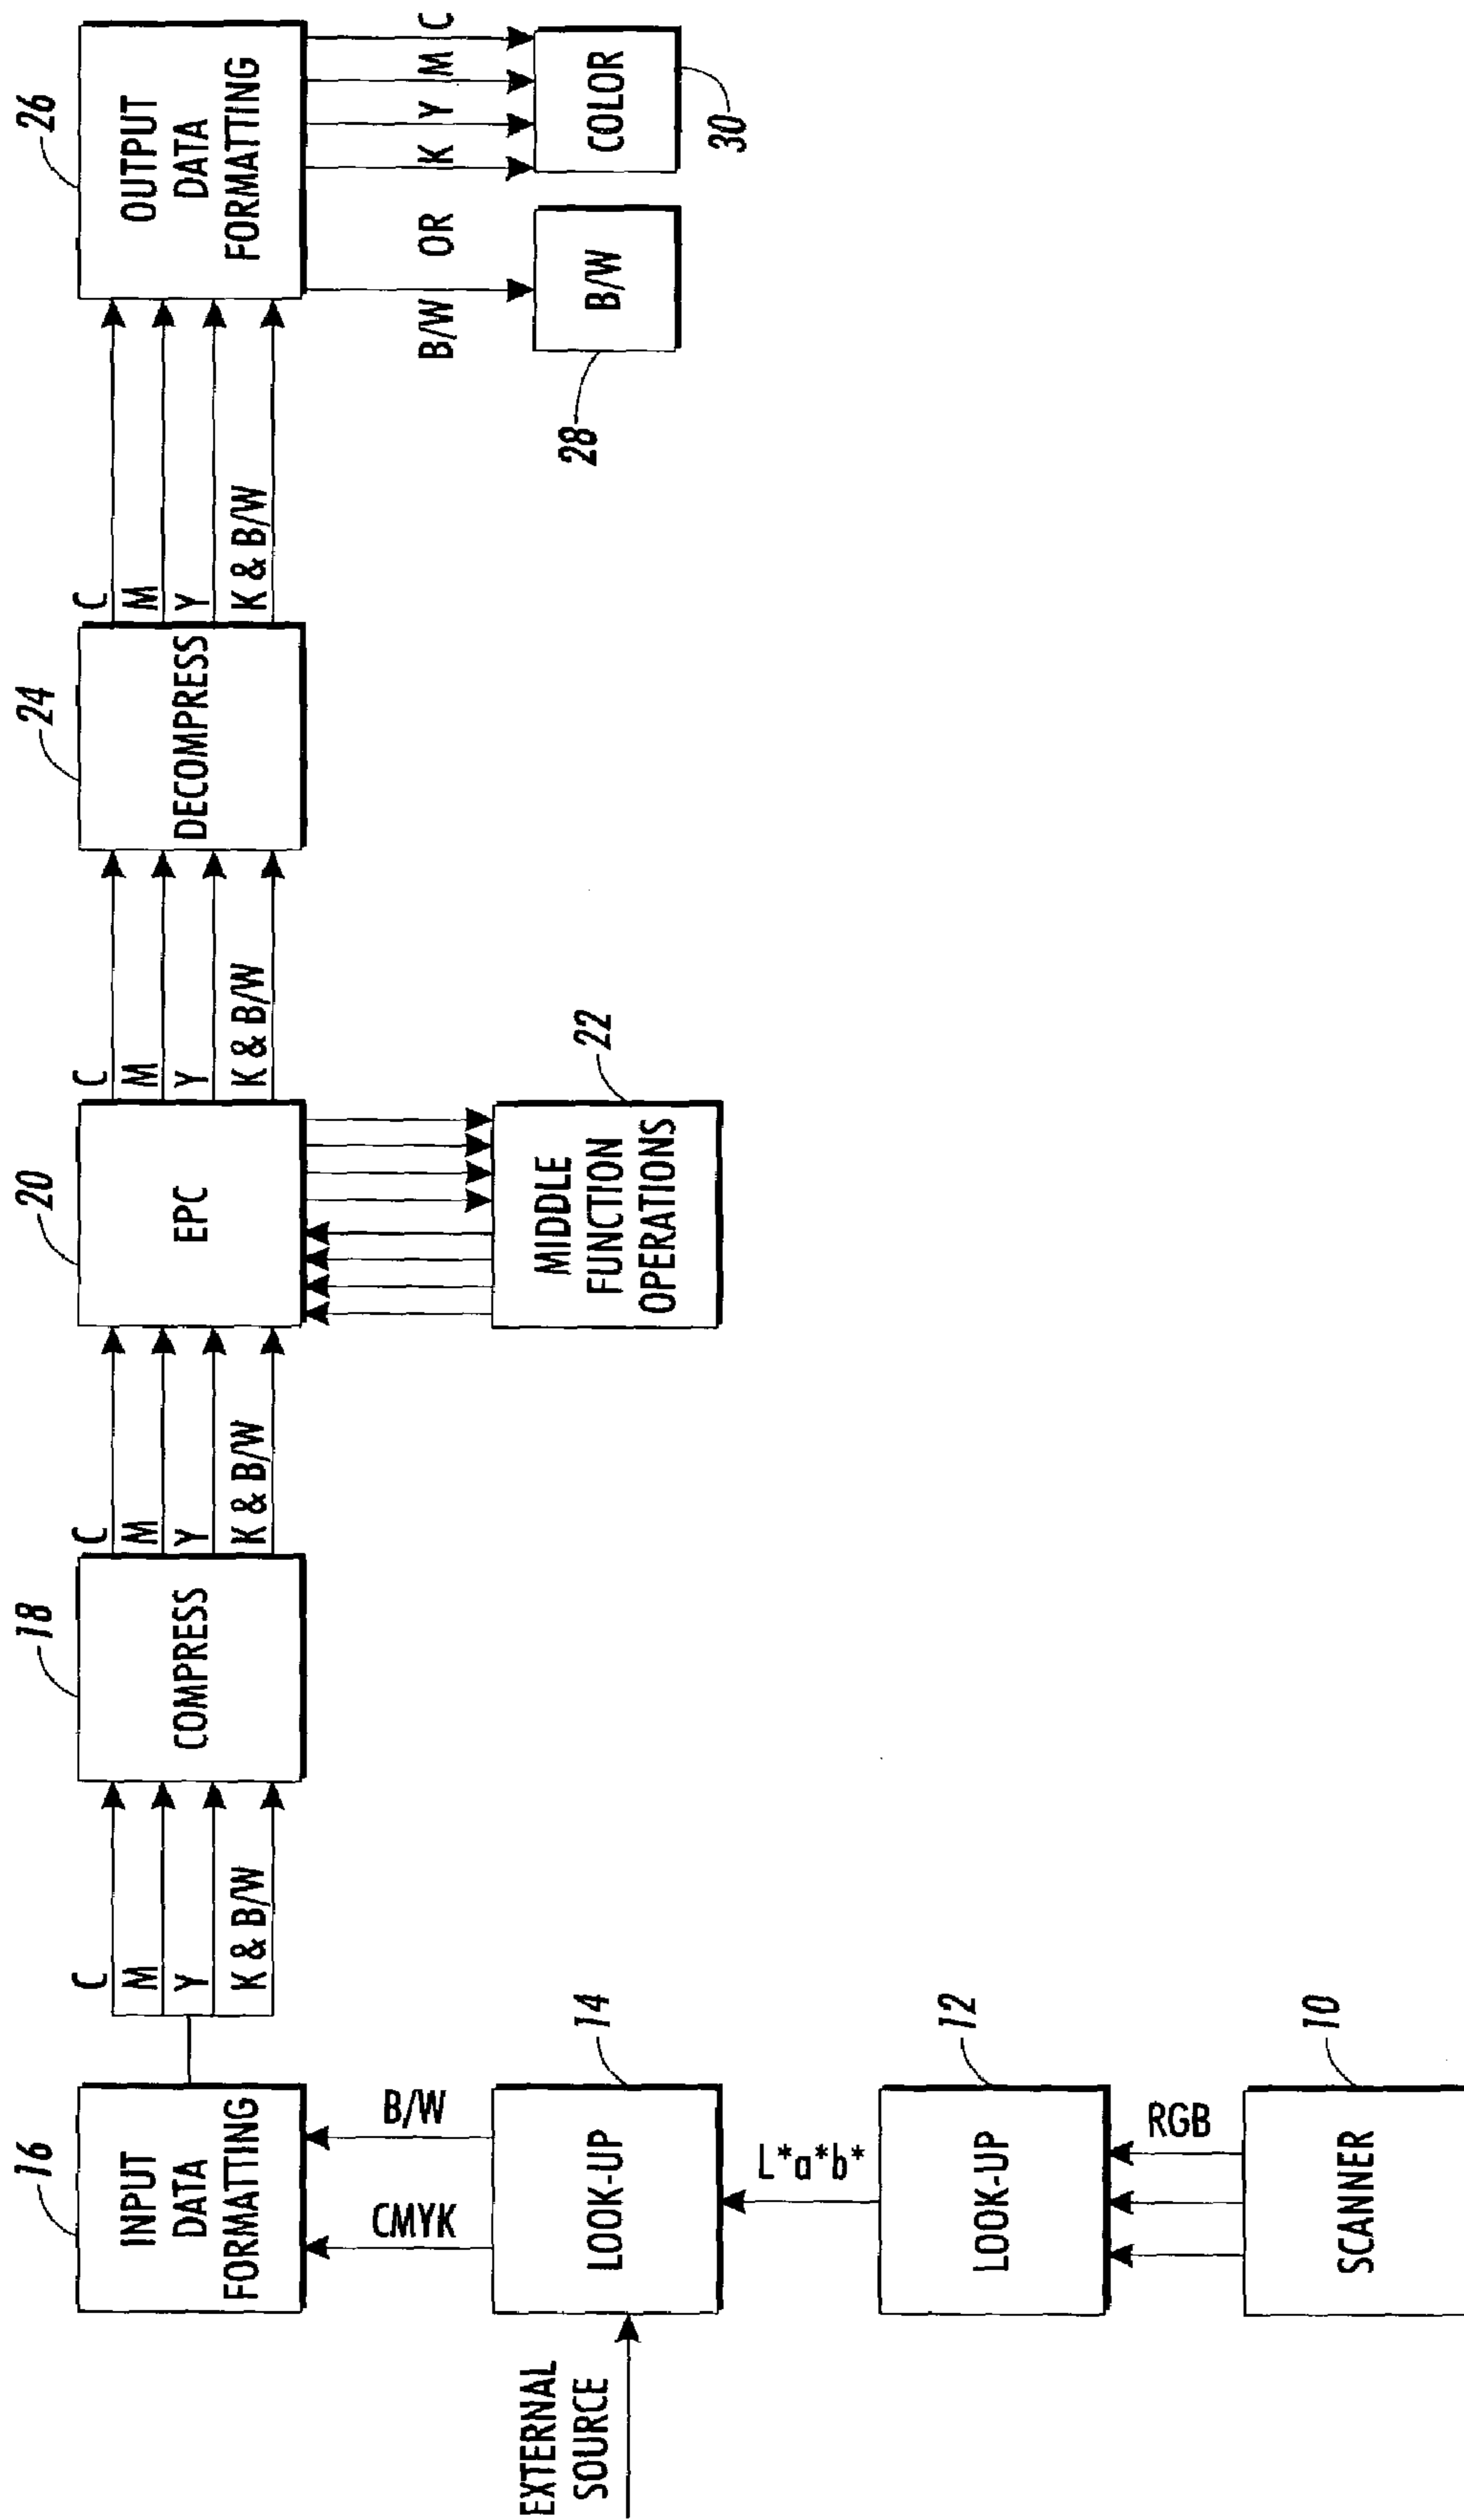 16
INPUT
DATA
FORMATTING
C
M
Y
K & B/W
18
COMPRESS
C
M
Y
K & B/W
20
EPC
C
M
Y
K & B/W
24
DECOMPRESS
C
M
Y
K & B/W
26
OUTPUT
DATA
FORMATTING
CMYK
B/W
B/W OR K Y M C
EXTERNAL
SOURCE
LOOK-UP
14
MIDDLE
FUNCTION
OPERATIONS
22
28
B/W
COLOR
30
L*a*b*
LOOK-UP
12
RGB
SCANNER
10